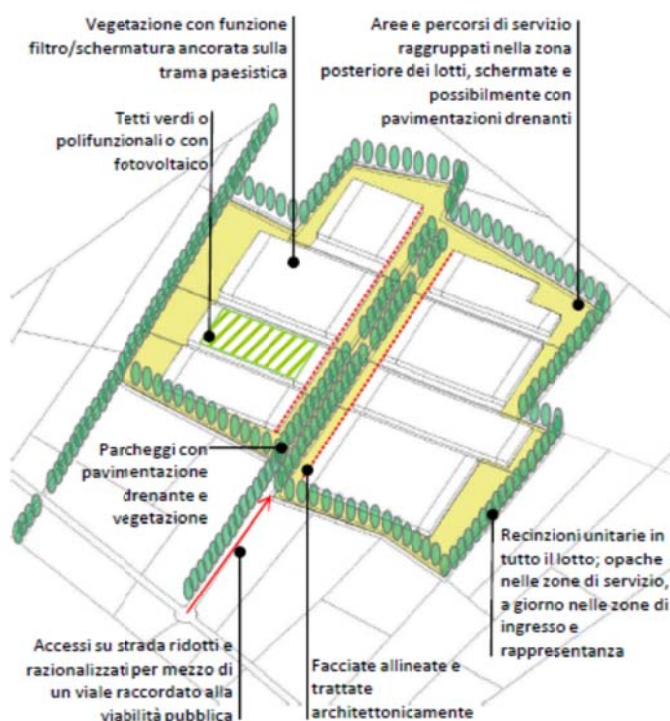 Vegetazione con funzione
filtro/schermatura ancorata sulla
trama paesistica
Aree e percorsi di servizio
raggruppati nella zona
posteriore dei lotti, schermate e
possibilmente con
pavimentazioni drenanti
Tetti verdi o
polifunzionali o con
fotovoltaico
Parcheggi con
pavimentazione
drenante e
vegetazione
Recinzioni unitarie in
tutto il lotto; opache
nelle zone di servizio,
a giorno nelle zone di
ingresso e
rappresentanza
Accessi su strada ridotti e
razionalizzati per mezzo di
un viale raccordato alla
viabilità pubblica
Facciate allineate e
trattate
architettonicamente